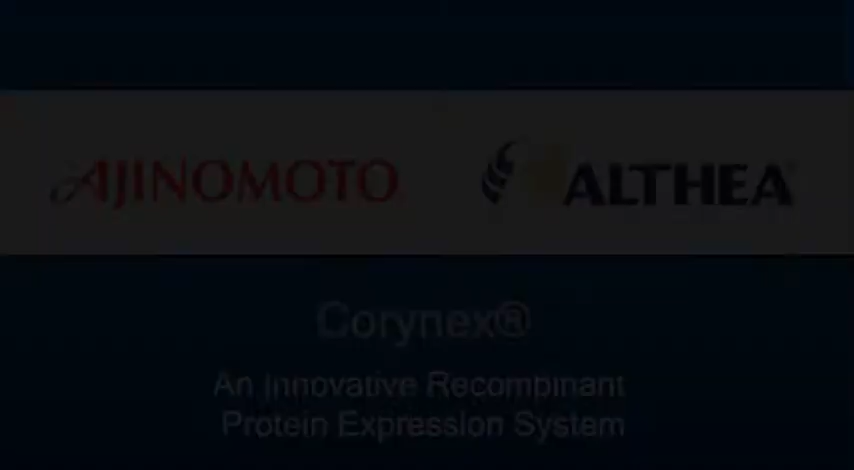 AJINOMOTO
ALTHEA
Corynex®
An Innovative Recombinant
Protein Expression System